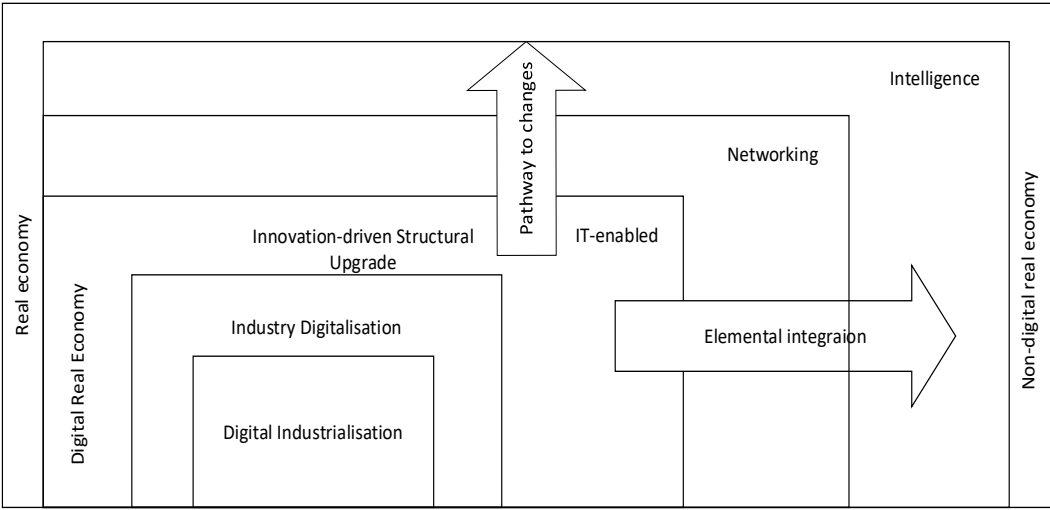 Intelligence
Networking
Pathway to changes
IT-enabled
Innovation-driven Structural
Upgrade
Real economy
Digital Real Economy
Industry Digitalisation
Elemental integraion
Non-digital real economy
Digital Industrialisation